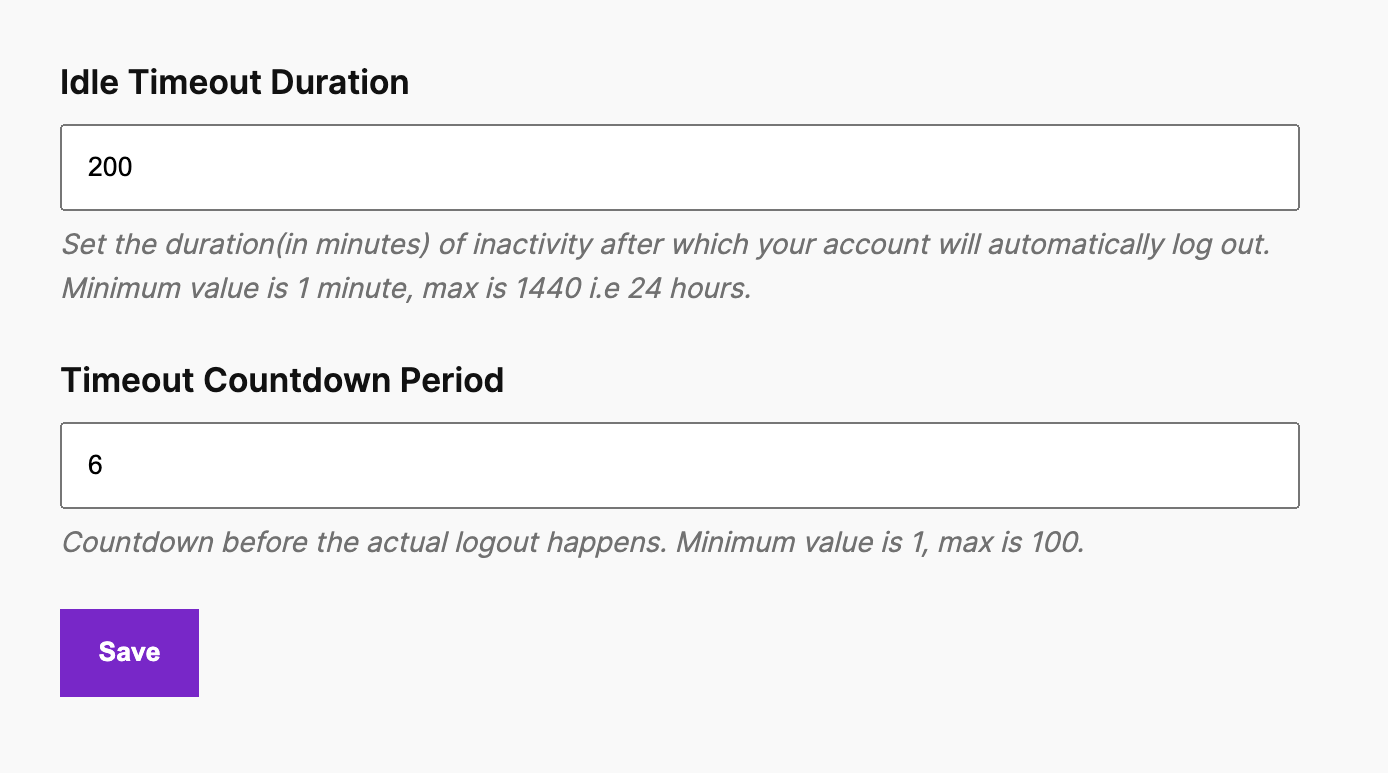 Idle Timeout Duration
200
Set the duration(in minutes) of inactivity after which your account will automatically log out.
Minimum value is 1 minute, max is 1440 i.e 24 hours.
Timeout Countdown Period
6
Countdown before the actual logout happens. Minimum value is 1, max is 100.
Save